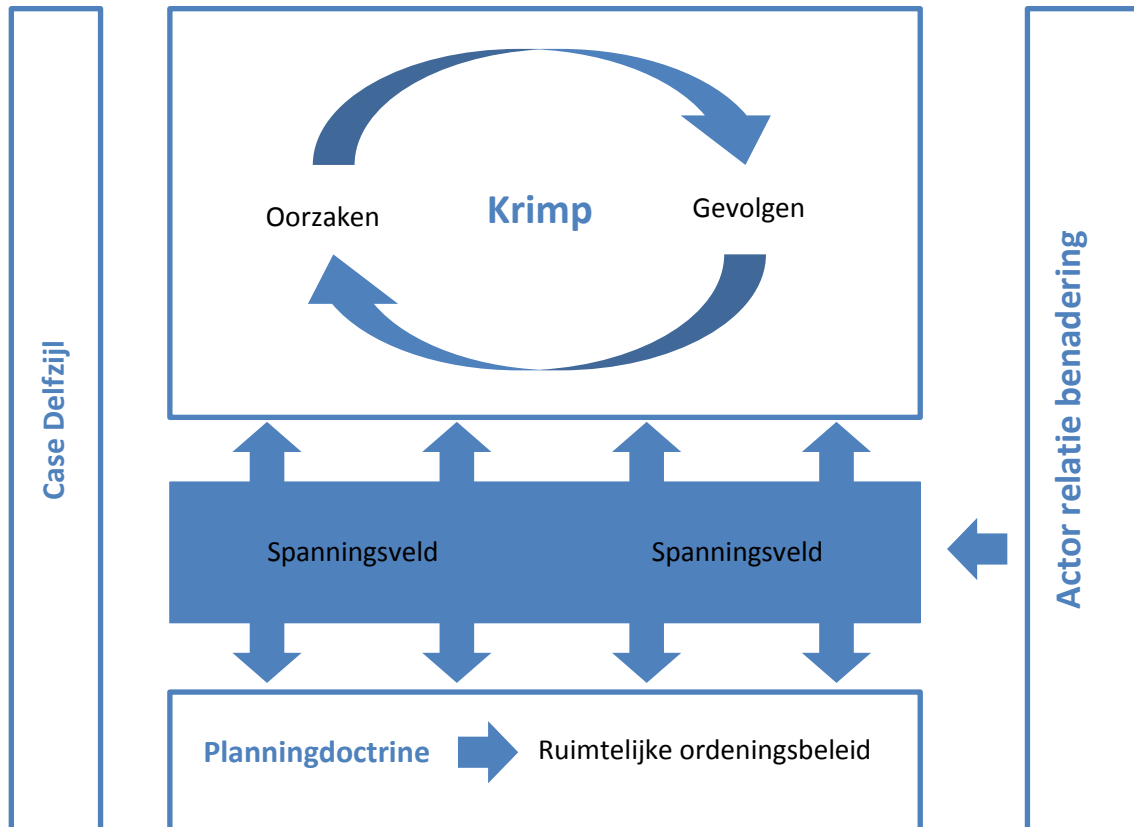 Case Delfzijl
Oorzaken
Krimp
Gevolgen
Spanningsveld
Spanningsveld
Planningdoctrine
Ruimtelijke ordeningsbeleid
Actor relatie benadering